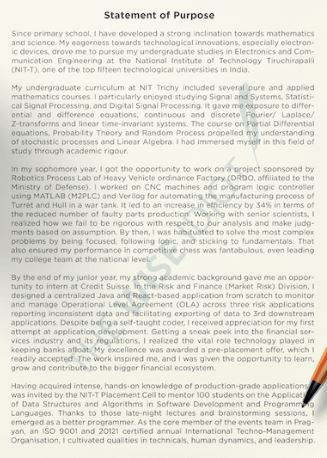 Statement of Purpose
Since primary school, I have developed a strong inclination towards mathematics
and science. My eagerness towards technological innovations, especially electron-
ic devices, drove me to pursue my undergraduate studies in Electronics and Com-
munication Engineering at the National Institute of Technology Tiruchirapalli
(NIT-T), one of the top fifteen technological universities in India.
My undergraduate curriculum at NIT Trichy included several pure and applied
mathematics courses. I particularly enjoyed studying Signal and Systems, Statisti-
cal Signal Processing, and Digital Signal Processing. It gave me exposure to differ-
ential and difference equations, continuous and discrete Fourier/ Laplace/
Z-transforms and linear time-invariant systems. The course on Partial Differential
equations, Probability Theory and Random Process propelled my understanding
of stochastic processes and Linear Algebra. I had immersed myself in this field of
study through academic rigour.
In my sophomore year, I got the opportunity to work on a project sponsored by
Robotics Process Lab of Heavy Vehicle ordinance Factory (DRDO, affiliated to the
Ministry of Defense). I worked on CNC machines and program logic controller
using MATLAB (M2PLC) and Verilog for automating the manufacturing process of
Turret and Hull in a war tank. It led to an increase in efficiency by 34% in terms of
the reduced number of faulty parts production. Working with senior scientists, I
realized how we fail to be rigorous with respect to our analysis and make judg-
ments based on assumption. By then, I was habituated to solve the most complex
problems by being focused, following logic, and sticking to fundamentals. That
also ensured my performance in competitive chess was fantabulous, even leading
my college team at the national level.
By the end of my junior year, my strong academic background gave me an oppor-
tunity to intern at Credit Suisse. In the Risk and Finance (Market Risk) Division, I
designed a centralized Java and React-based application from scratch to monitor
and manage Operational Level Agreement (OLA) across three risk applications
reporting inconsistent data and facilitating exporting of data to 3rd downstream
applications. Despite being a self-taught coder, I received appreciation for my first
attempt at application development. Getting a sneak peek into the financial ser-
vices industry and its regulations, I realized the vital role technology played in
keeping banks afloat. My excellence was awarded a pre-placement offer, which I
readily accepted. The work inspired me, and I was given the opportunity to learn,
grow and contribute to the bigger financial ecosystem.
Having acquired intense, hands-on knowledge of production-grade applications,
was invited by the NIT-T Placement Cell to mentor 100 students on the Application
of Data Structures and Algorithms in Software Development and Programming
Languages. Thanks to those late-night lectures and brainstorming sessions, I
emerged as a better programmer. As the core member of the events team in Prag-
yan, an ISO 9001 and 20121 certified annual International Techno-Management
Organisation, I cultivated qualities in technicals, human dynamics, and leadership.